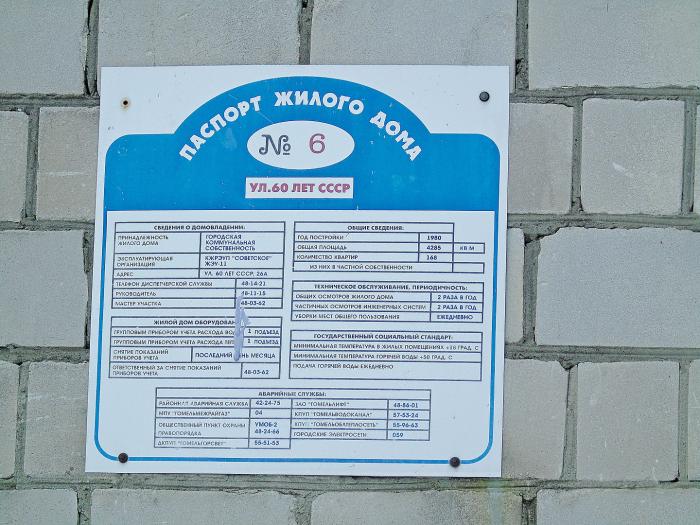 ПАСПОРТ ЖИЛОГО ДОМА
№ 6
УЛ.60 ЛЕТ СССР
СВЕДЕНИЯ О ДОМОВЛАДЕНИИ:
ПРИНАДЛЕЖНОСТЬ ЖИЛОГО ДОМА ГОРОДСКАЯ КОММУНАЛЬНАЯ СОБСТВЕННОСТЬ
ЭКСПЛУАТИРУЮЩАЯ ОРГАНИЗАЦИЯ КЖРЭУП "СОВЕТСКОЕ" ЖЭУ-11
АДРЕС УЛ. 60 ЛЕТ СССР, 26А
ТЕЛЕФОН ДИСПЕТЧЕРСКОЙ СЛУЖБЫ 48-14-21
РУКОВОДИТЕЛЬ 48-11-15
МАСТЕР УЧАСТКА 48-03-62
ЖИЛОЙ ДОМ ОБОРУДОВАН
ГРУППОВЫМ ПРИБОРОМ УЧЕТА РАСХОДА 1 ПОДЪЕЗД
ГРУППОВЫМ ПРИБОРОМ УЧЕТА РАСХОДА 1 ПОДЪЕЗД
СНЯТИЕ ПОКАЗАНИЙ ПРИБОРОВ УЧЕТА ПОСЛЕДНИЙ ДЕНЬ МЕСЯЦА
ОТВЕТСТВЕННЫЙ ЗА СНЯТИЕ ПОКАЗАНИЙ ПРИБОРОВ УЧЕТА 48-03-62
ОБЩИЕ СВЕДЕНИЯ:
ГОД ПОСТРОЙКИ 1980
ОБЩАЯ ПЛОЩАДЬ 4285 КВ М
КОЛИЧЕСТВО КВАРТИР 168
ИЗ НИХ В ЧАСТНОЙ СОБСТВЕННОСТИ
ТЕХНИЧЕСКОЕ ОБСЛУЖИВАНИЕ, ПЕРИОДИЧНОСТЬ:
ОБЩИХ ОСМОТРОВ ЖИЛОГО ДОМА 2 РАЗА В ГОД
ЧАСТИЧНЫХ ОСМОТРОВ ИНЖЕНЕРНЫХ СИСТЕМ 2 РАЗА В ГОД
УБОРКИ МЕСТ ОБЩЕГО ПОЛЬЗОВАНИЯ ЕЖЕДНЕВНО
ГОСУДАРСТВЕННЫЙ СОЦИАЛЬНЫЙ СТАНДАРТ:
МИНИМАЛЬНАЯ ТЕМПЕРАТУРА В ЖИЛЫХ ПОМЕЩЕНИЯХ +18 ГРАД. С
МИНИМАЛЬНАЯ ТЕМПЕРАТУРА ГОРЯЧЕЙ ВОДЫ +50 ГРАД. С
ПОДАЧА ГОРЯЧЕЙ ВОДЫ ЕЖЕДНЕВНО
АВАРИЙНЫЕ СЛУЖБЫ:
РАЙОННАЯ АВАРИЙНАЯ СЛУЖБА 42-24-75 ЗАО "ГОМЕЛЬЛИФТ" 48-86-01
МПУ "ГОМЕЛЬМЕЖРАЙГАЗ" 04 КПУП "ГОМЕЛЬВОДОКАНАЛ" 57-53-24
ОБЩЕСТВЕННЫЙ ПУНКТ ОХРАНЫ ПРАВОПОРЯДКА УМОБ-2 48-24-66 КПУП "ГОМЕЛЬОБЛТЕПЛОСЕТЬ" 55-96-63
ГОРОДСКИЕ ЭЛЕКТРОСЕТИ 059
ДКПУП "ГОМЕЛЬГОРСВЕТ" 55-51-53